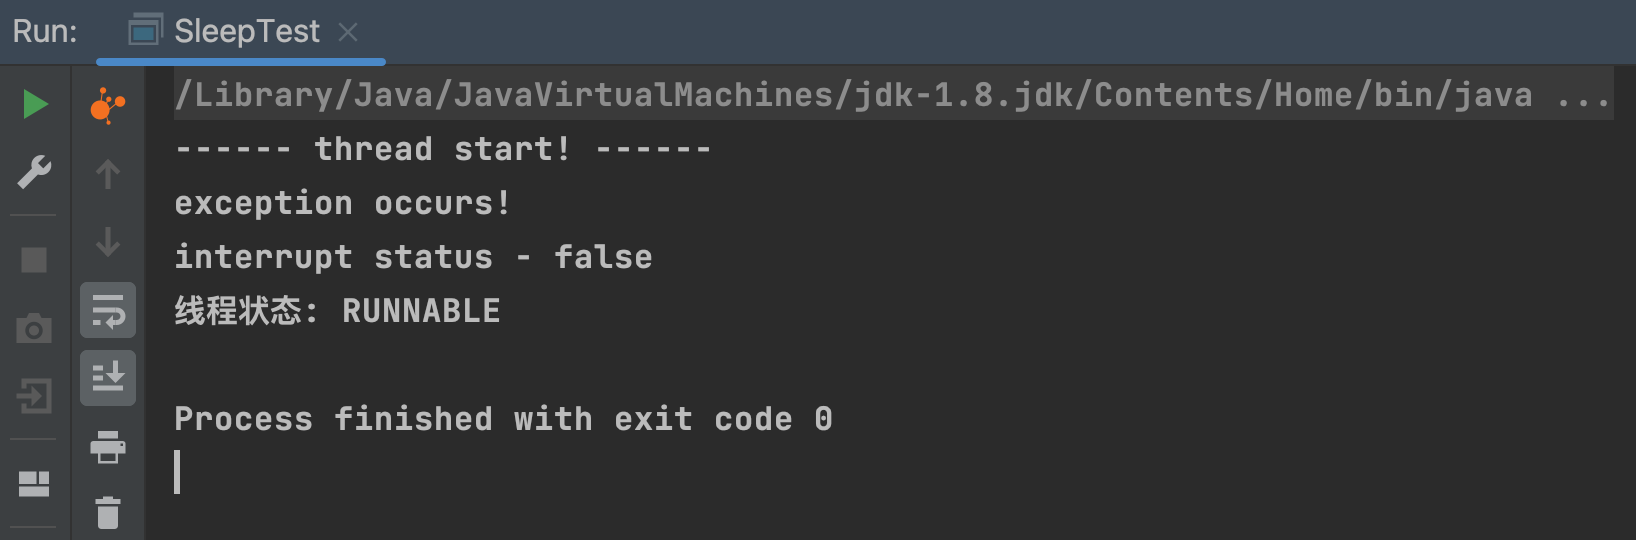 Run: SleepTest
/Library/Java/JavaVirtualMachines/jdk-1.8.jdk/Contents/Home/bin/java ...
------ thread start! ------
exception occurs!
interrupt status - false
线程状态: RUNNABLE
Process finished with exit code 0